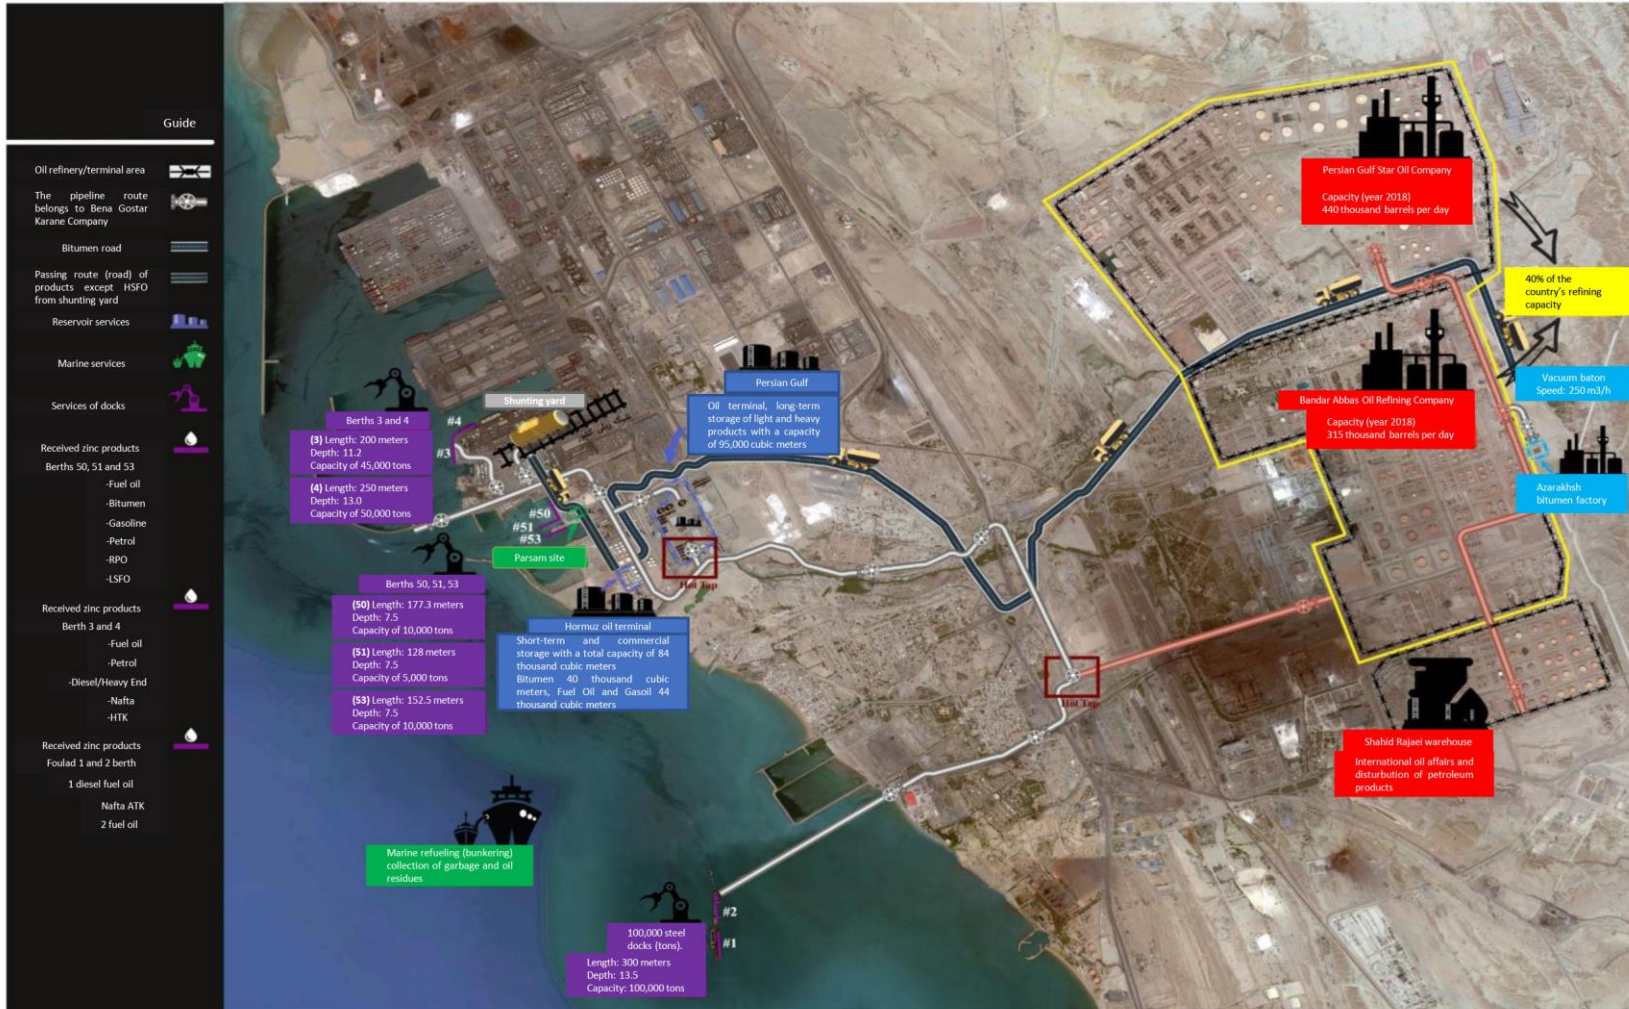 Guide
Oil refinery/terminal area
The pipeline route
belongs to Bena Gostar
Karane Company
Bitumen road
Passing route (road) of
products except HSFO
from shunting yard
Reservoir services
Marine services
Services of docks
Received zinc products
Berths 50, 51 and 53
-Fuel oil
-Bitumen
-Gasoline
-Petrol
-RPO
-LSFO
Received zinc products
Berth 3 and 4
-Fuel oil
-Petrol
-Diesel/Heavy End
-Nafta
-HTK
Received zinc products
Foulad 1 and 2 berth
1 diesel fuel oil
Nafta ATK
2 fuel oil
Berths 3 and 4
(3) Length: 200 meters
Depth: 11.2
Capacity of 45,000 tons
(4) Length: 250 meters
Depth: 13.0
Capacity of 50,000 tons
#4
#3
Shunting yard
Persian Gulf
Oil terminal, long-term
storage of light and heavy
products with a capacity
of 95,000 cubic meters
#50
#51
#53
Parsam site
Hot Tap
Berths 50, 51, 53
(50) Length: 177.3 meters
Depth: 7.5
Capacity of 10,000 tons
(51) Length: 128 meters
Depth: 7.5
Capacity of 5,000 tons
(53) Length: 152.5 meters
Depth: 7.5
Capacity of 10,000 tons
Hormuz oil terminal
Short-term and commercial
storage with a total capacity of 84
thousand cubic meters
Bitumen 40 thousand cubic
meters, Fuel Oil and Gasoil 44
thousand cubic meters
Marine refueling (bunkering)
collection of garbage and oil
residues
#2
#1
100,000 steel
docks (tons).
Length: 300 meters
Depth: 13.5
Capacity: 100,000 tons
Hot Tap
Persian Gulf Star Oil Company
Capacity (year 2018)
440 thousand barrels per day
40% of the
country's refining
capacity
Bandar Abbas Oil Refining Company
Capacity (year 2018)
315 thousand barrels per day
Vacuum baton
Speed: 250 m3/h
Azarakhsh
bitumen factory
Shahid Rajaei warehouse
International oil affairs and
disturbution of petroleum
products